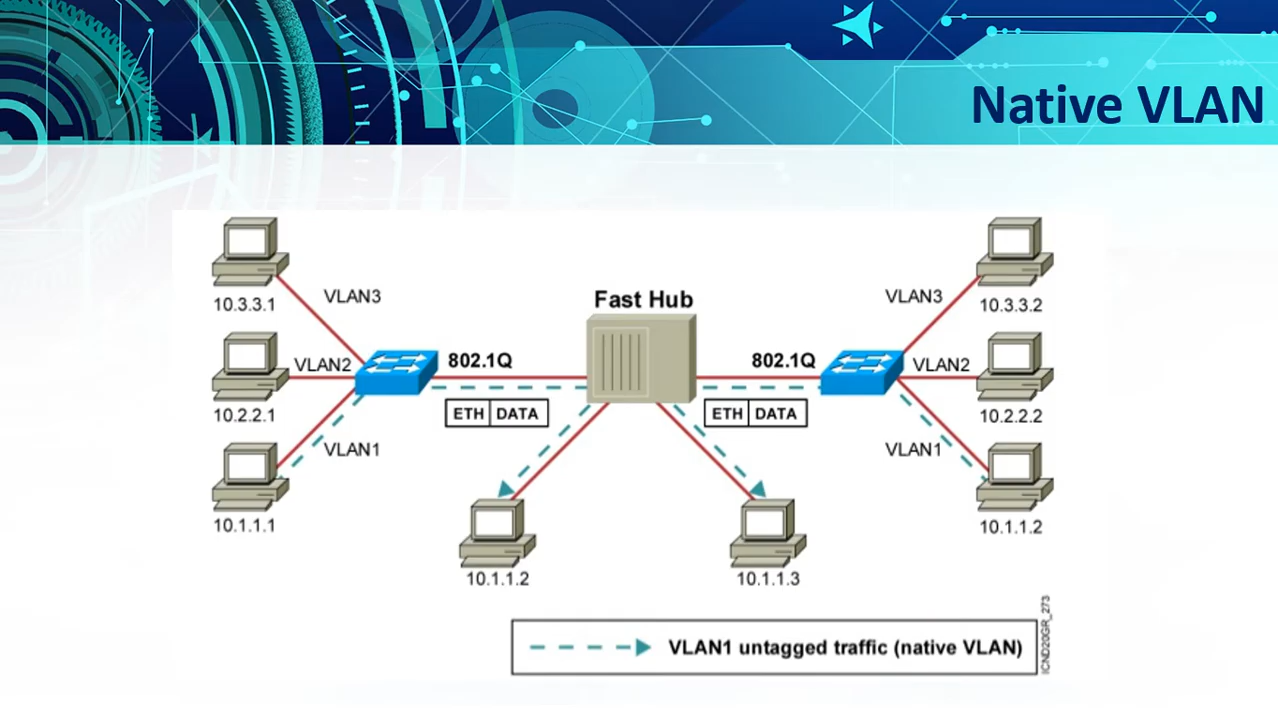 Native VLAN
10.3.3.1
VLAN3
Fast Hub
VLAN3
10.3.3.2
VLAN2
802.1Q
802.1Q
VLAN2
10.2.2.1
ETH DATA
ETH DATA
10.2.2.2
VLAN1
VLAN1
10.1.1.1
10.1.1.2
10.1.1.2
10.1.1.3
VLAN1 untagged traffic (native VLAN)
ICND20GR_273